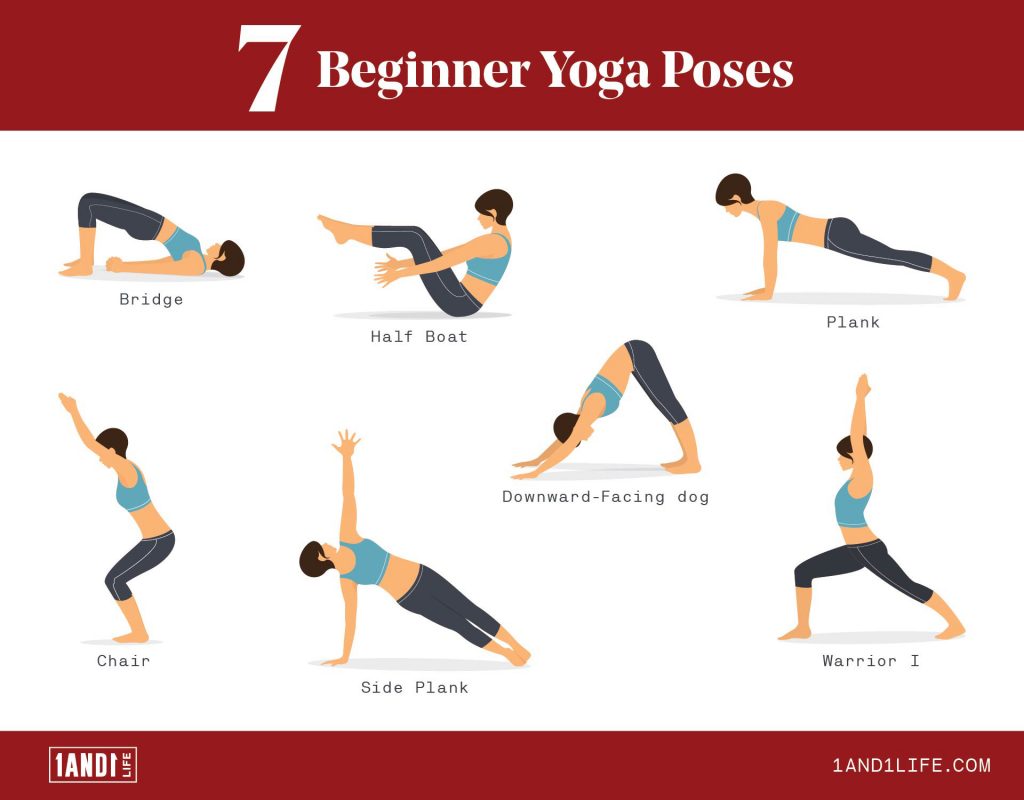 7 Beginner Yoga Poses
Bridge
Half Boat
Plank
Downward-Facing dog
Chair
Side Plank
Warrior I
1AND1 LIFE
1AND1LIFE.COM